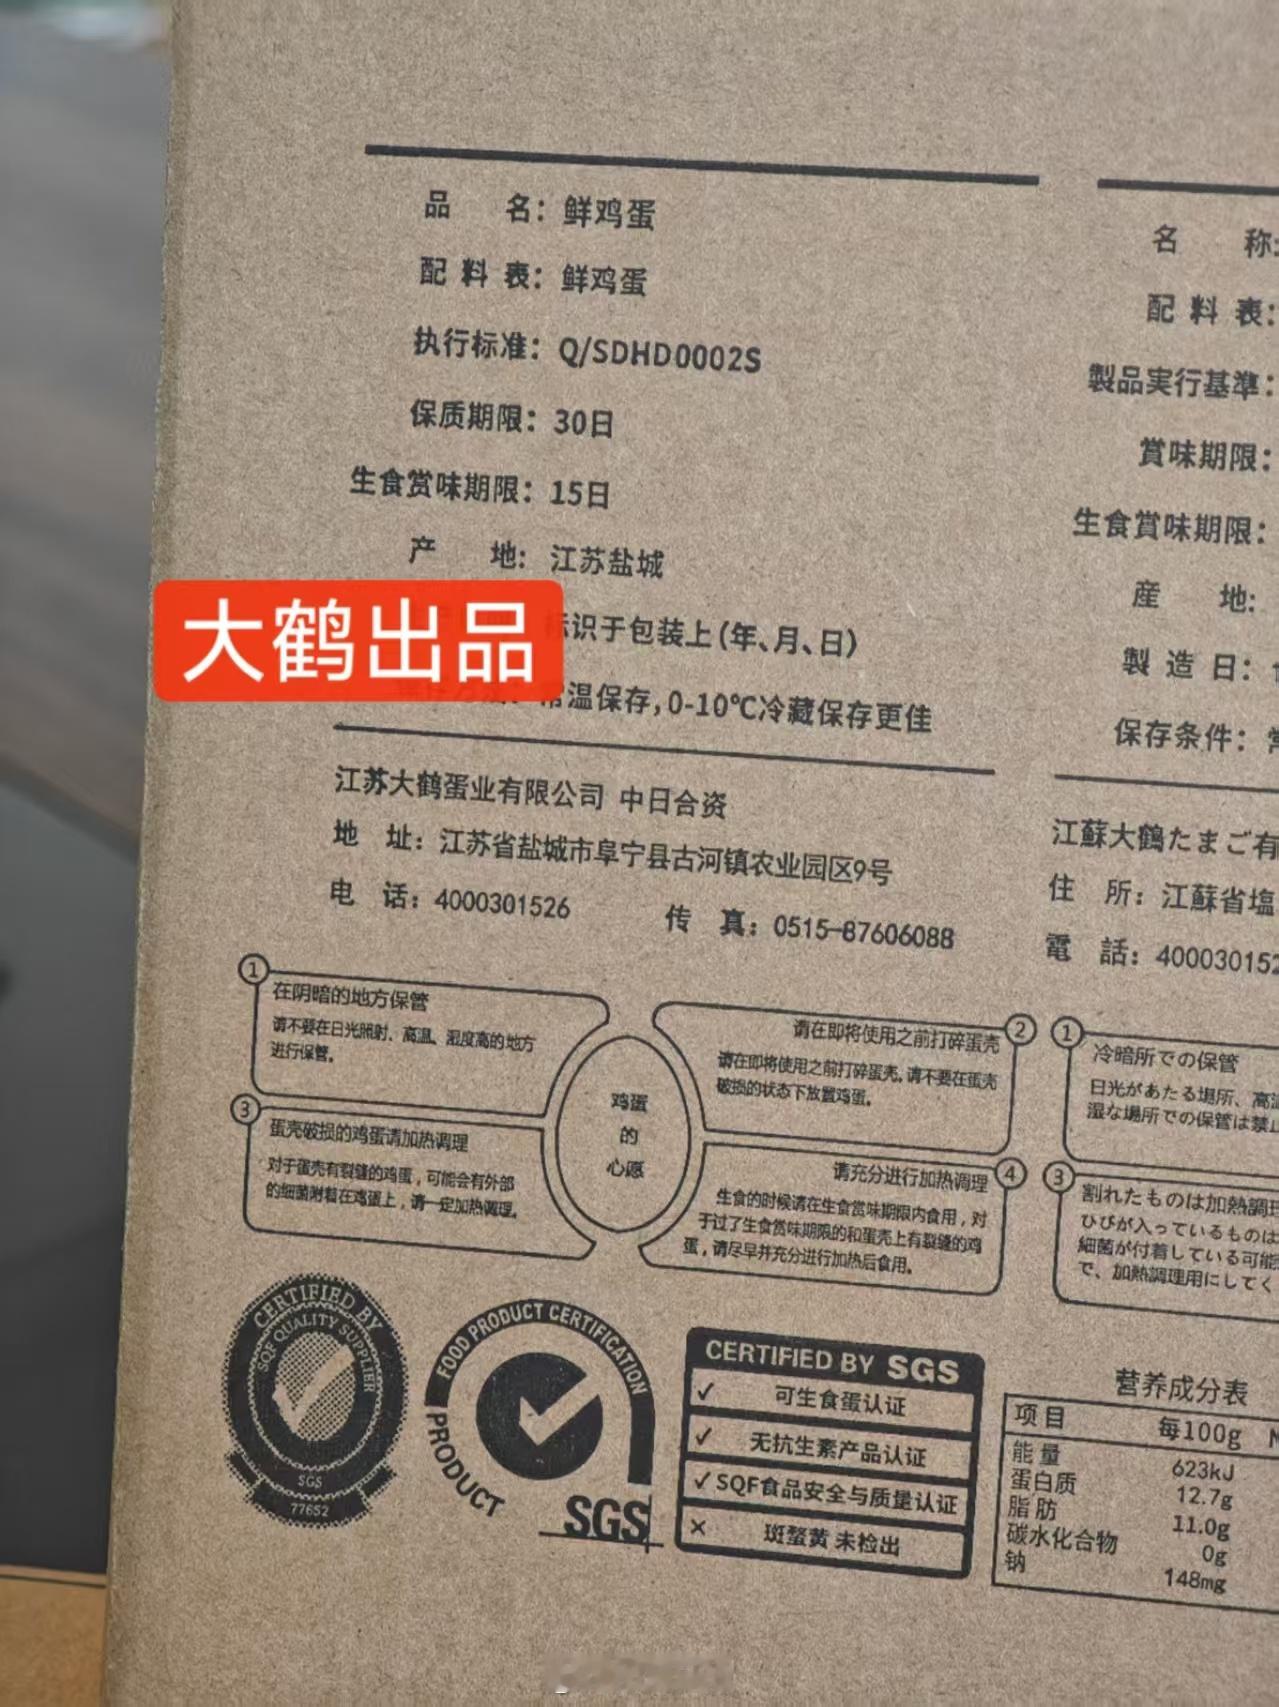 品 名：鲜鸡蛋
配 料 表：鲜鸡蛋
执行标准：Q/SDHD0002S
保质期限：30日
生食赏味期限：15日
产 地：江苏盐城
大鹤出品
标识于包装上（年、月、日）
常温保存，0-10℃冷藏保存更佳
江苏大鹤蛋业有限公司 中日合资
地 址：江苏省盐城市阜宁县古河镇农业园区9号
电 话：4000301526 传 真：0515-87606088
① 在阴暗的地方保管
请不要在日光照射、高温、湿度高的地方
进行保管。
② 请在即将使用之前打碎蛋壳
请在即将使用之前打碎蛋壳。请不要在蛋壳
破损的状态下放置鸡蛋。
鸡蛋
的
心愿
③ 蛋壳破损的鸡蛋请加热调理
对于蛋壳有裂缝的鸡蛋，可能会有外部
的细菌附着在鸡蛋上，请一定加热调理。
④ 请充分进行加热调理
生食的时候请在生食赏味期限内食用，对
于过了生食赏味期限的和蛋壳上有裂缝的鸡
蛋，请尽早并充分进行加热后食用。
名 称：
配 料 表：
製品実行基準：
賞味期限：
生食賞味期限：
産 地：
製 造 日：
保存条件：常
江蘇大鶴たまご有
住 所：江蘇省塩
電 話：400030152
① 冷暗所での保管
日光があたる場所、高温
湿な場所での保管は禁止
③ 割れたものは加熱調理
ひびが入っているものは
細菌が付着している可能
で、加熱調理用にしてく
CERTIFIED BY
SQF QUALITY SUPPLIER
SGS
77652
FOOD PRODUCT CERTIFICATION
PRODUCT
SGS
CERTIFIED BY SGS
✓ 可生食蛋认证
✓ 无抗生素产品认证
✓ SQF食品安全与质量认证
× 斑蝥黄 未检出
营养成分表
项目 每100g
能量 623kJ
蛋白质 12.7g
脂肪 11.0g
碳水化合物 0g
钠 148mg